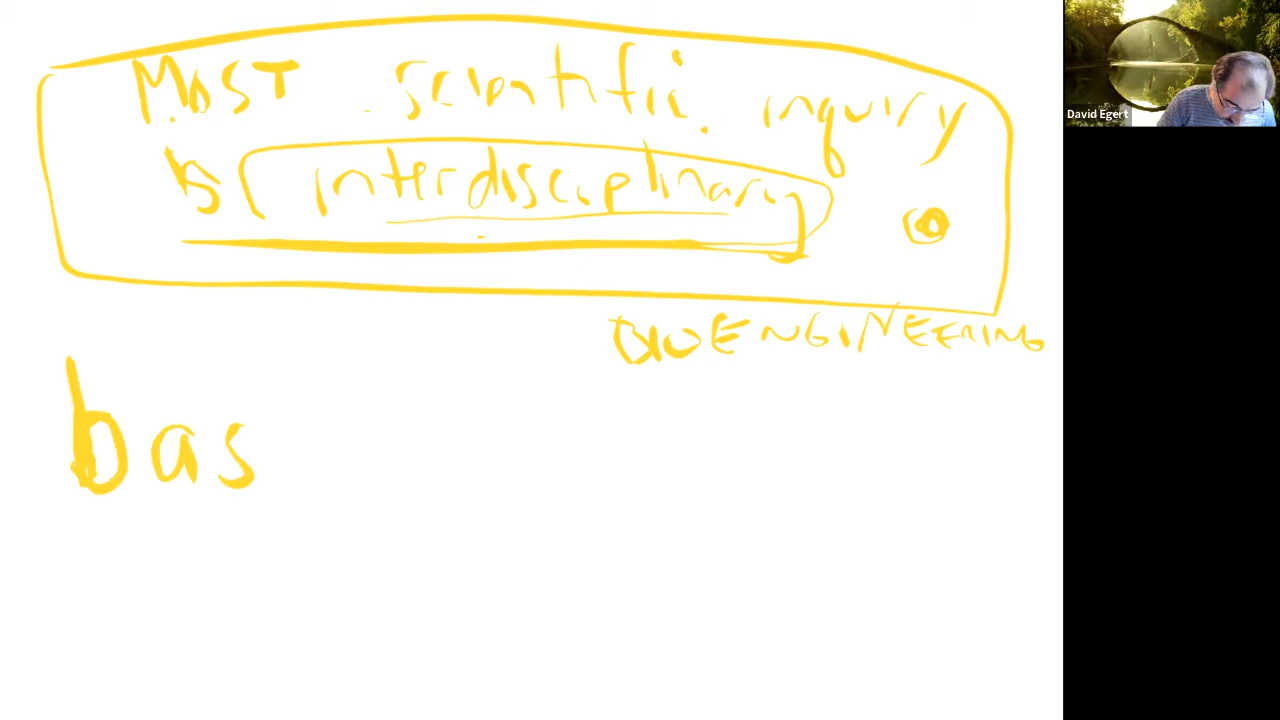 MOST scientific inquiry
is interdisciplinary
BIOENGINEERING
bas
David Egert